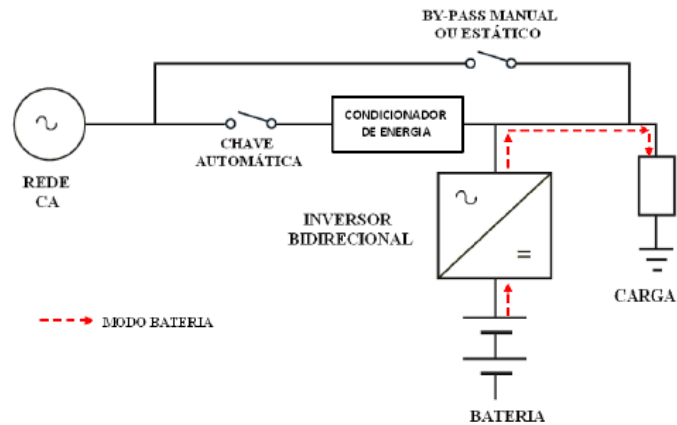 BY-PASS MANUAL
OU ESTÁTICO
CONDICIONADOR
DE ENERGIA
CHAVE
AUTOMÁTICA
REDE
CA
INVERSOR
BIDIRECIONAL
CARGA
MODO BATERIA
BATERIA